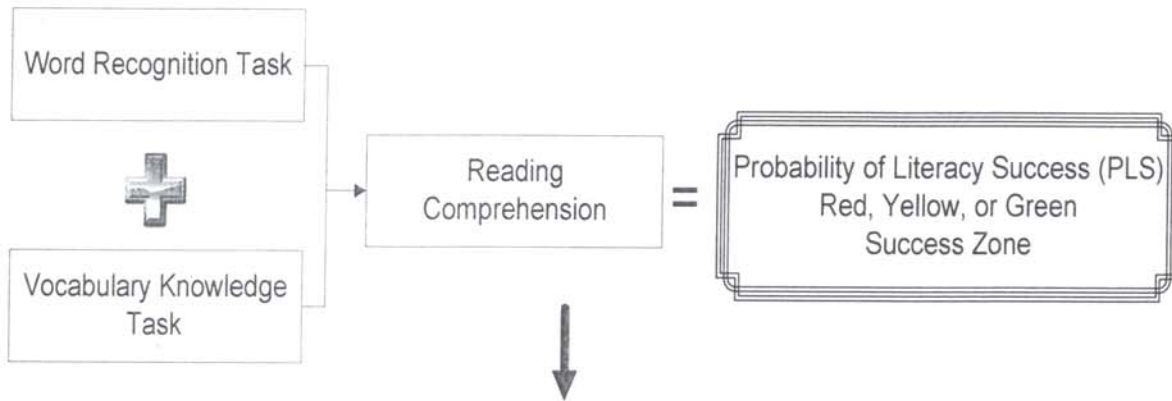 Word Recognition Task
Vocabulary Knowledge
Task
Reading
Comprehension
=
Probability of Literacy Success (PLS)
Red, Yellow, or Green
Success Zone